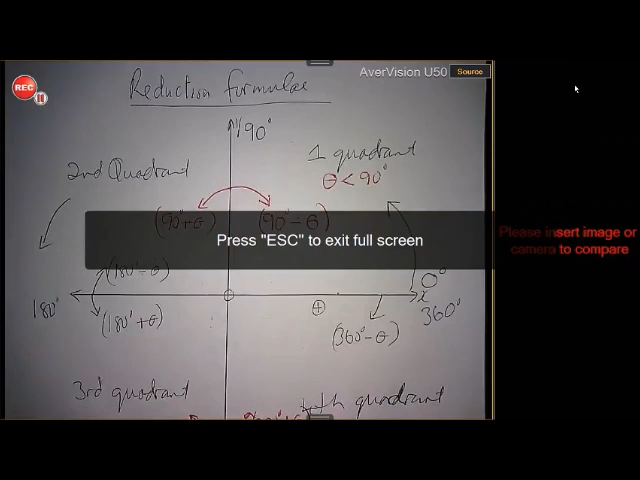 AverVision U50
Source
REC
Reduction formulae
y 90°
1 quadrant
2nd Quadrant
θ < 90°
(90°+θ) (90°-θ)
Press "ESC" to exit full screen
Please insert image or
camera to compare
(180°-θ)
0°
x
180°
(180°+θ)
360°
(360°-θ)
3rd quadrant
4th quadrant